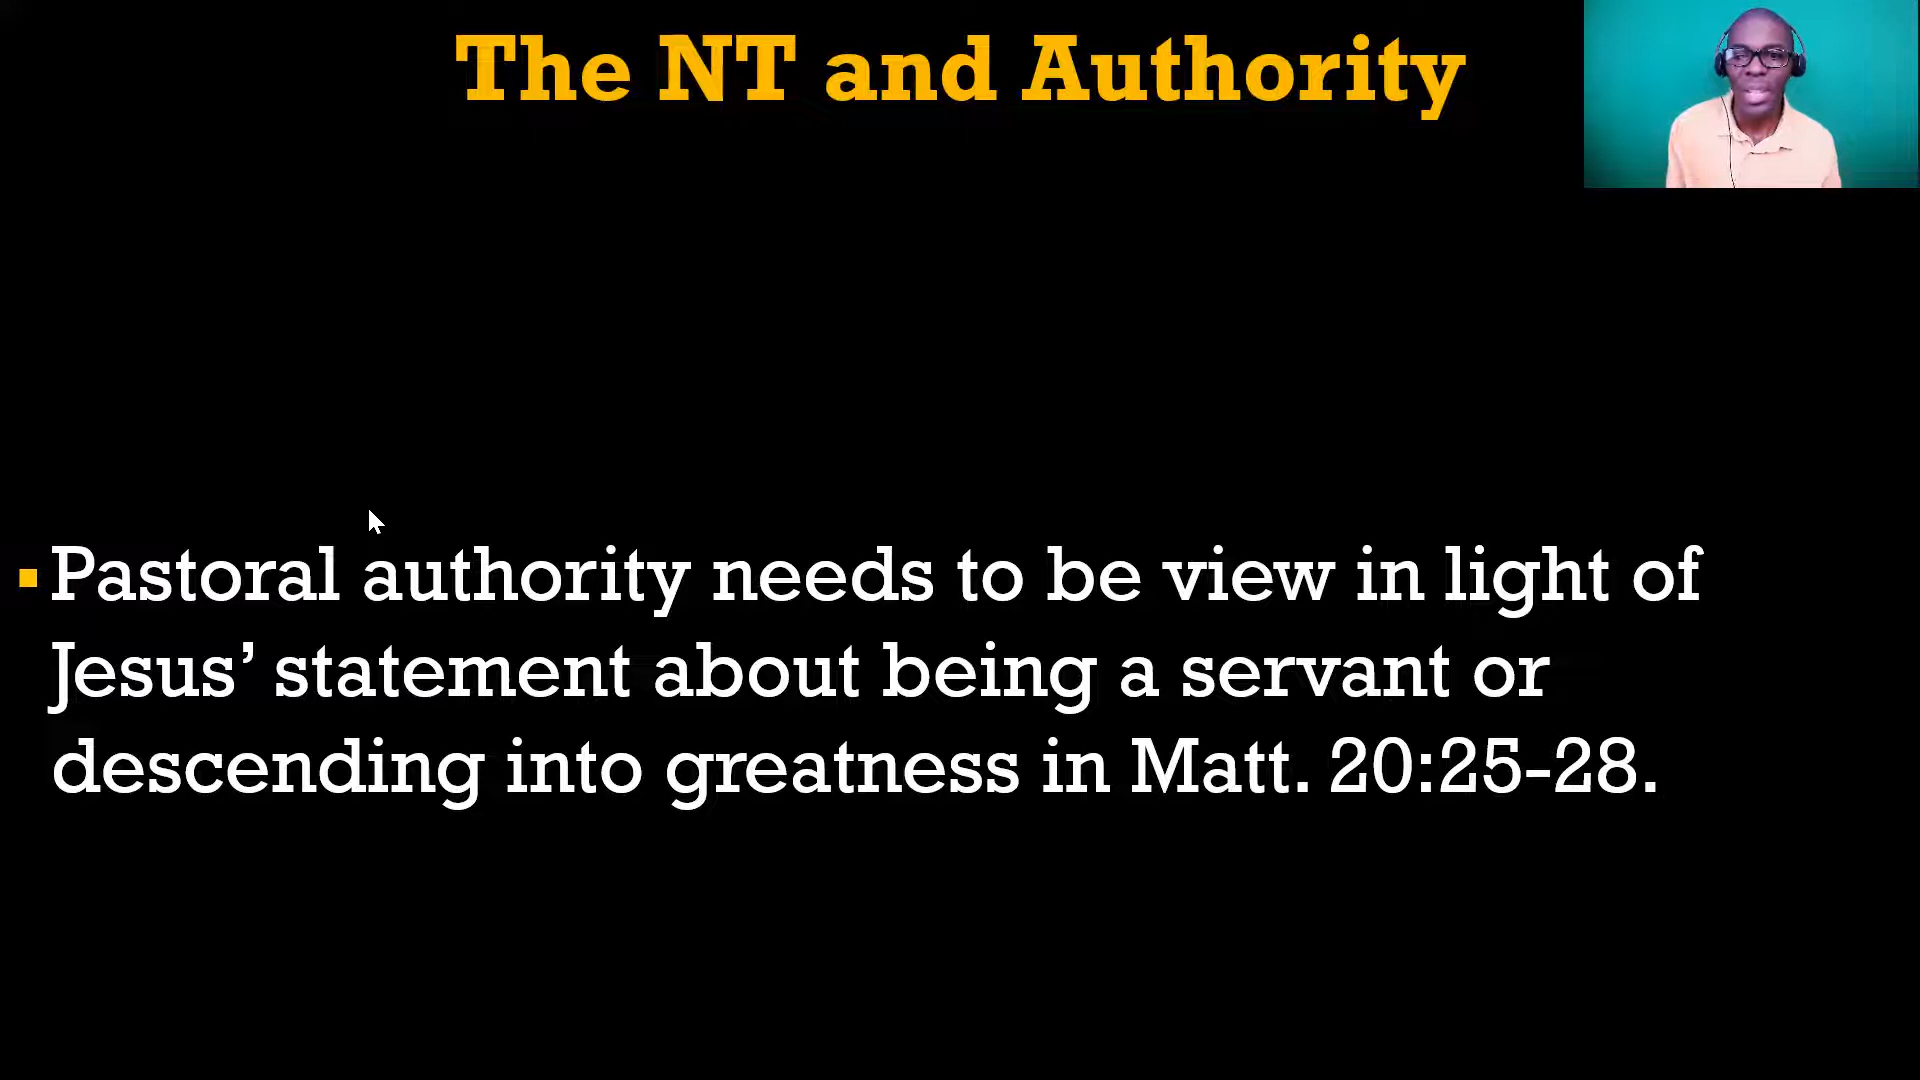 The NT and Authority
▪Pastoral authority needs to be view in light of
Jesus’ statement about being a servant or
descending into greatness in Matt. 20:25-28.